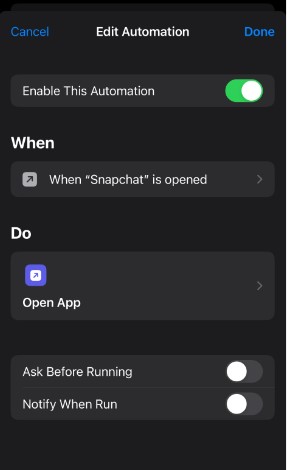 Cancel Edit Automation Done
Enable This Automation
When
When “Snapchat” is opened
Do
Open App
Ask Before Running
Notify When Run